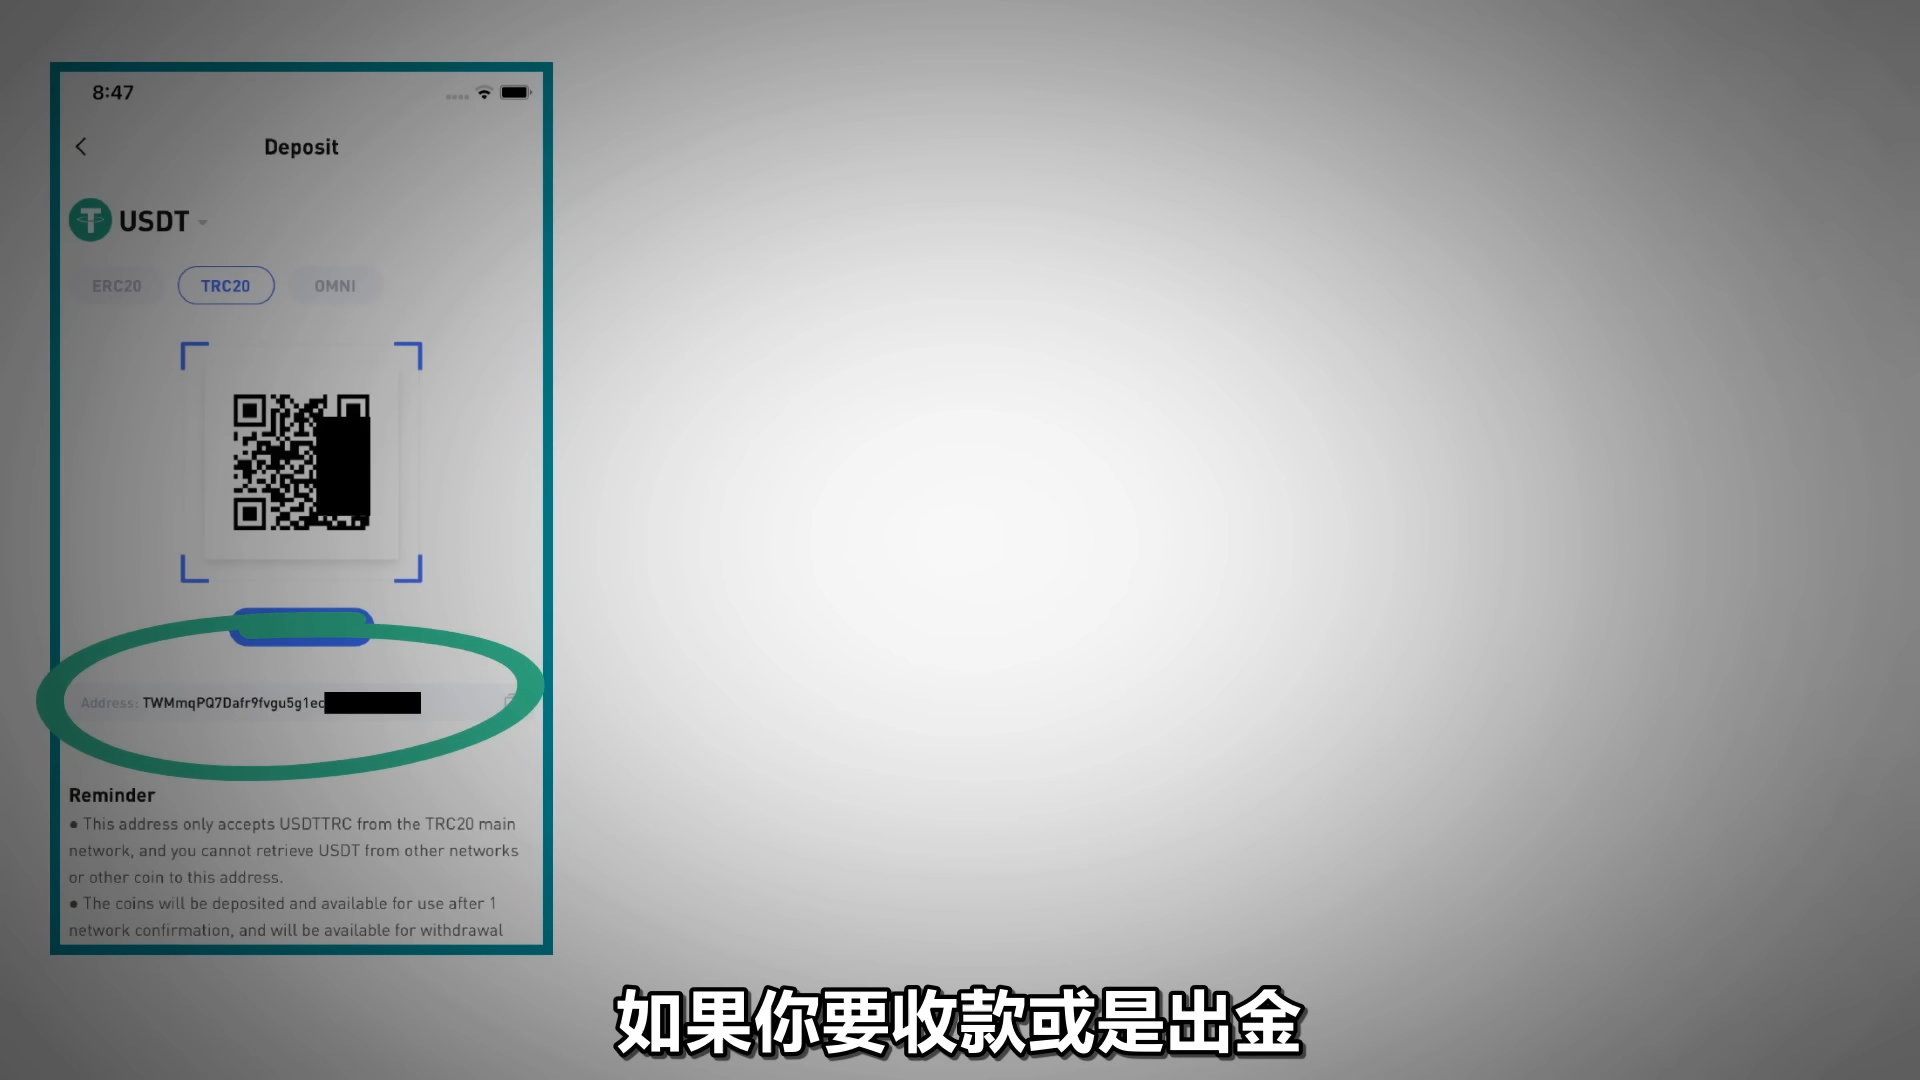 8:47
Deposit
USDT
ERC20 TRC20 OMNI
Address: TWMmqPQ7Dafr9fvgu5g1ec
Reminder
● This address only accepts USDTTRC from the TRC20 main
network, and you cannot retrieve USDT from other networks
or other coin to this address.
● The coins will be deposited and available for use after 1
network confirmation, and will be available for withdrawal
如果你要收款或是出金